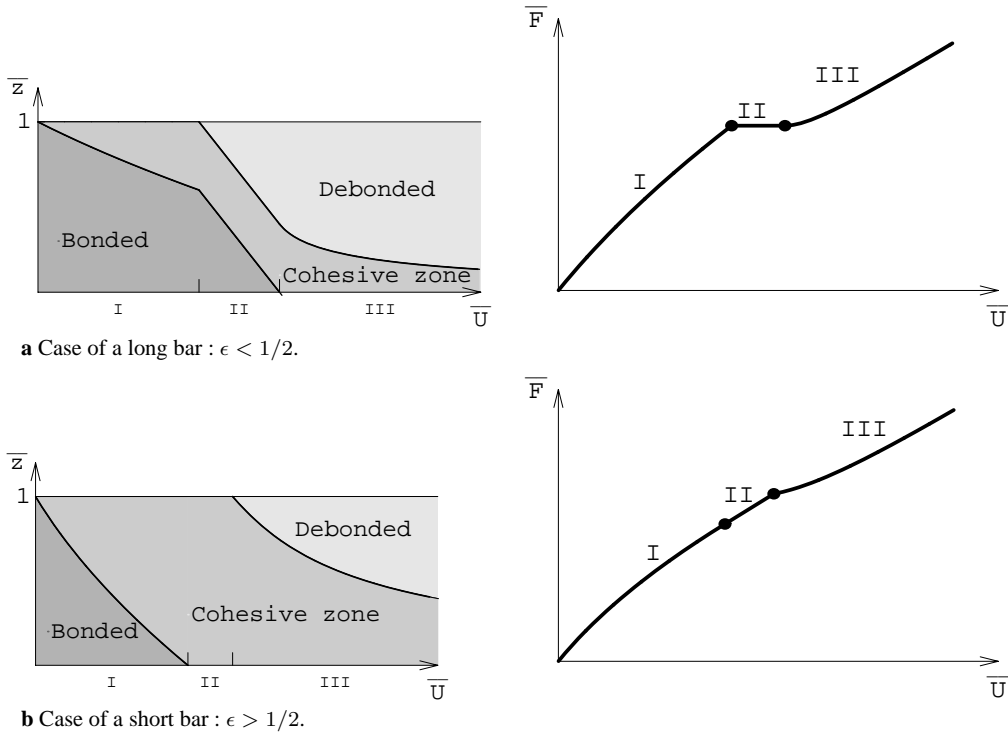 F
III
z
II
1
I
Debonded
Bonded
Cohesive zone
I
II
III
U
U
a Case of a long bar : ϵ < 1/2.
F
III
z
II
1
I
Debonded
Cohesive zone
Bonded
I
II
III
U
U
b Case of a short bar : ϵ > 1/2.